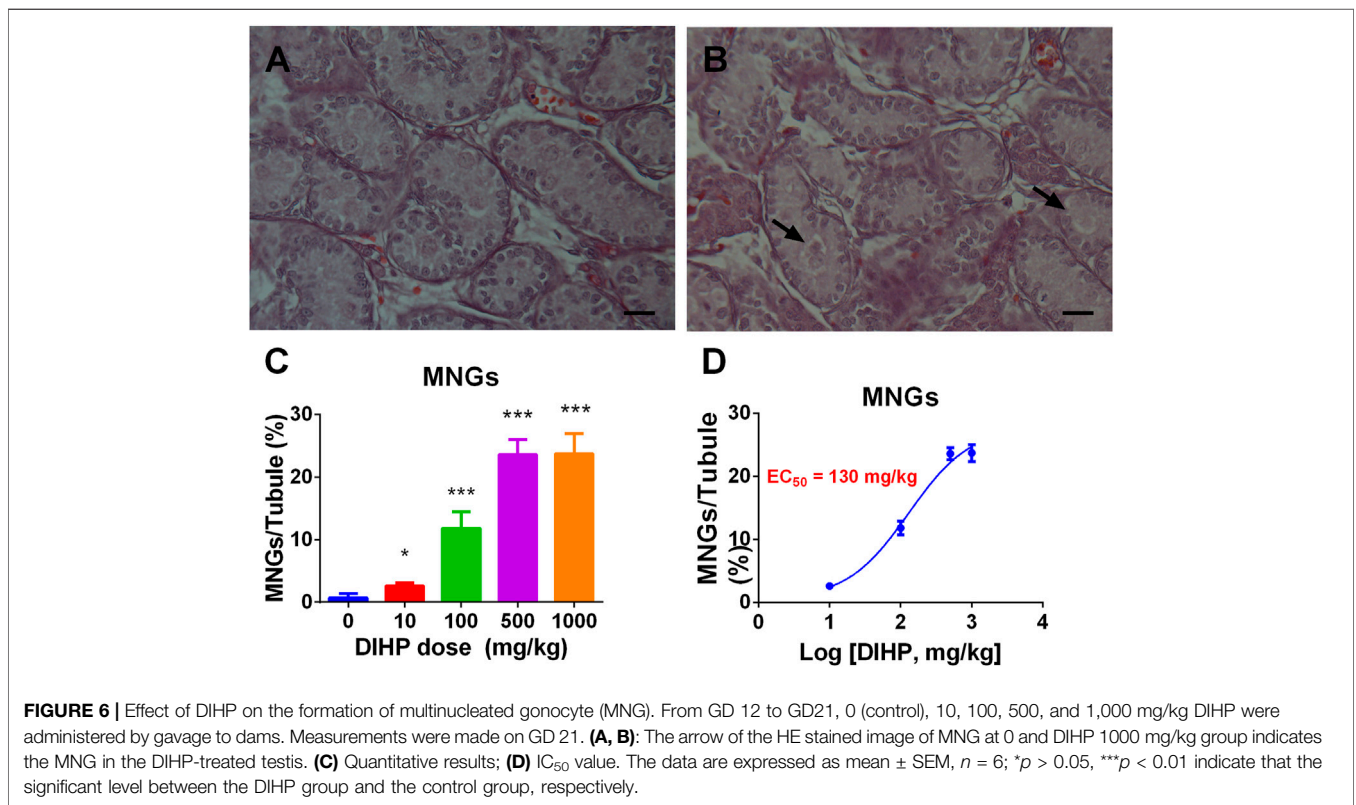 A
B
C
MNGs
MNGs/Tubule (%)
30
20
10
0
*
***
***
***
0 10 100 500 1000
DIHP dose (mg/kg)
D
MNGs
MNGs/Tubule
(%)
30
20
10
0
EC50 = 130 mg/kg
0 1 2 3 4
Log [DIHP, mg/kg]
FIGURE 6 | Effect of DIHP on the formation of multinucleated gonocyte (MNG). From GD 12 to GD21, 0 (control), 10, 100, 500, and 1,000 mg/kg DIHP were
administered by gavage to dams. Measurements were made on GD 21. (A, B): The arrow of the HE stained image of MNG at 0 and DIHP 1000 mg/kg group indicates
the MNG in the DIHP-treated testis. (C) Quantitative results; (D) IC50 value. The data are expressed as mean ± SEM, n = 6; *p > 0.05, ***p < 0.01 indicate that the
significant level between the DIHP group and the control group, respectively.